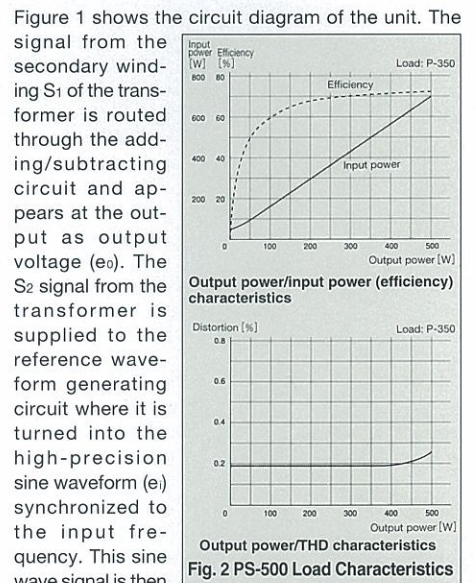 Figure 1 shows the circuit diagram of the unit. The
signal from the
secondary wind-
ing S1 of the trans-
former is routed
through the add-
ing/subtracting
circuit and ap-
pears at the out-
put as output
voltage (eo). The
S2 signal from the
transformer is
supplied to the
reference wave-
form generating
circuit where it is
turned into the
high-precision
sine waveform (ei)
synchronized to
the input fre-
quency. This sine
wave signal is then
Input
power Efficiency
[W] [%]
Load: P-350
800 80
Efficiency
600 60
400 40
Input power
200 20
0 100 200 300 400 500
Output power [W]
Output power/input power (efficiency)
characteristics
Distortion [%]
Load: P-350
0.8
0.6
0.4
0.2
0 100 200 300 400 500
Output power [W]
Output power/THD characteristics
Fig. 2 PS-500 Load Characteristics